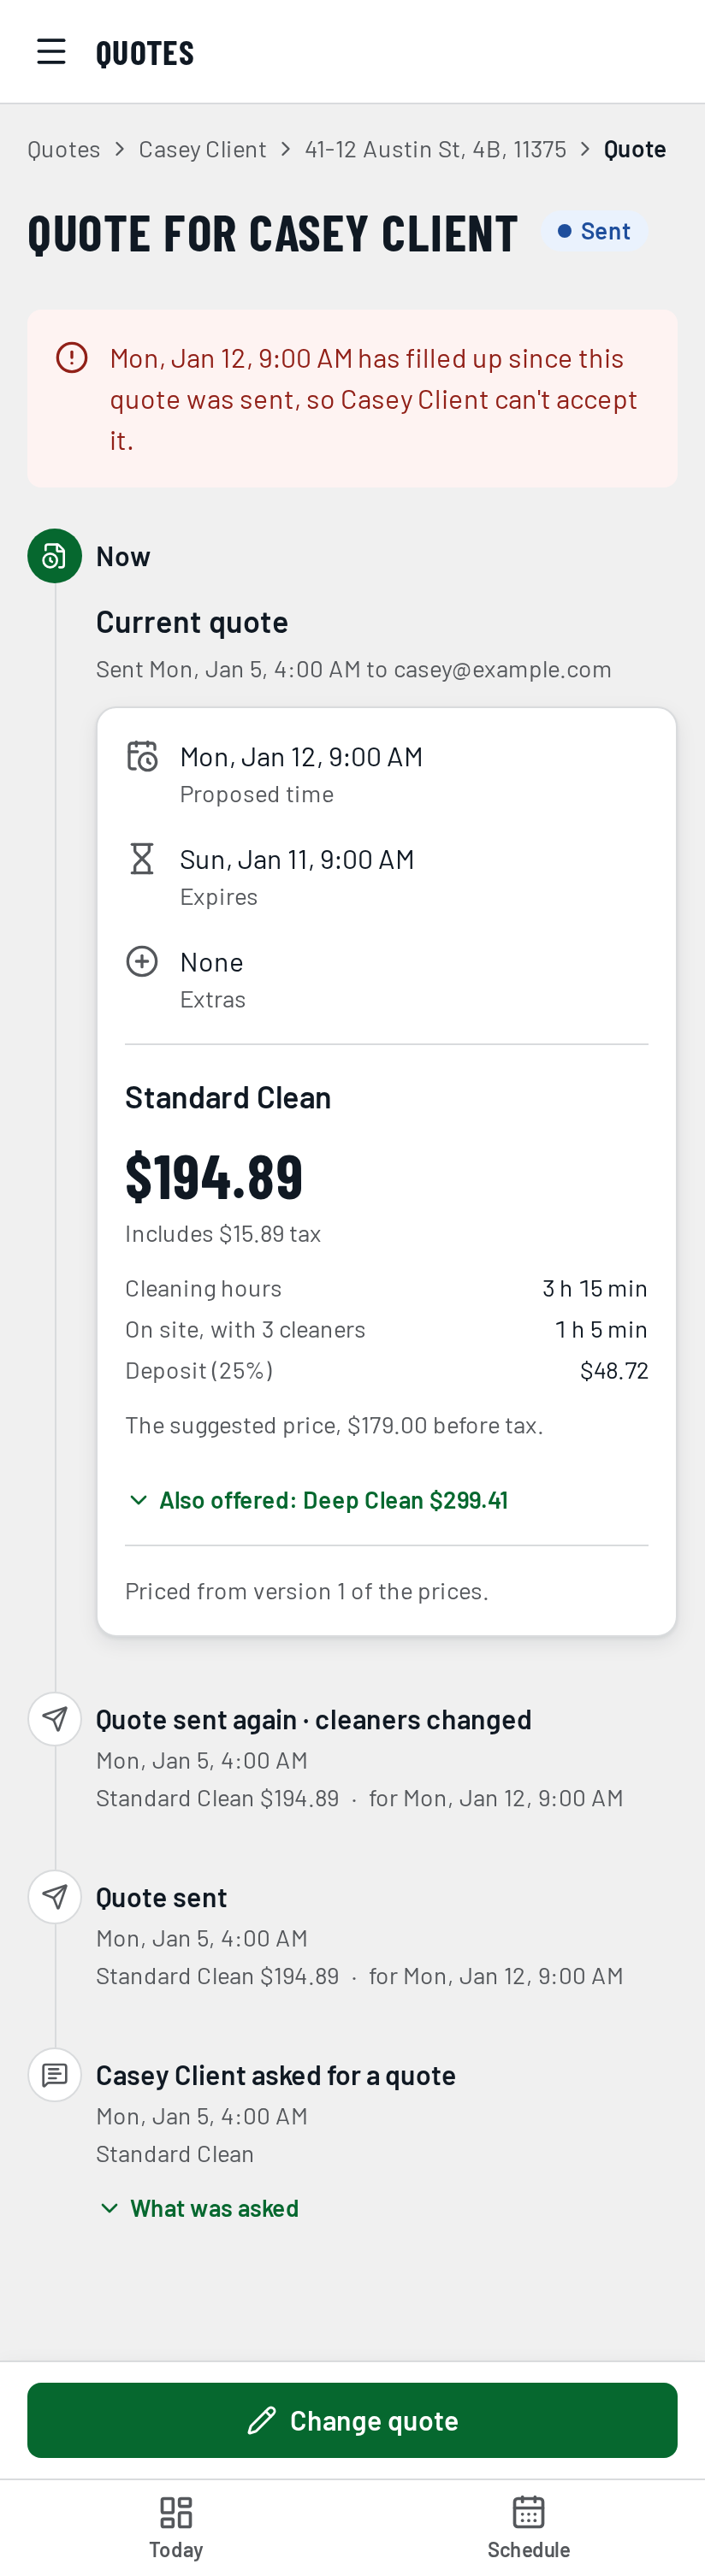 QUOTES
Quotes > Casey Client > 41-12 Austin St, 4B, 11375 > Quote
QUOTE FOR CASEY CLIENT
Sent
Mon, Jan 12, 9:00 AM has filled up since this
quote was sent, so Casey Client can't accept
it.
Now
Current quote
Sent Mon, Jan 5, 4:00 AM to casey@example.com
Mon, Jan 12, 9:00 AM
Proposed time
Sun, Jan 11, 9:00 AM
Expires
None
Extras
Standard Clean
$194.89
Includes $15.89 tax
Cleaning hours 3 h 15 min
On site, with 3 cleaners 1 h 5 min
Deposit (25%) $48.72
The suggested price, $179.00 before tax.
Also offered: Deep Clean $299.41
Priced from version 1 of the prices.
Quote sent again · cleaners changed
Mon, Jan 5, 4:00 AM
Standard Clean $194.89 · for Mon, Jan 12, 9:00 AM
Quote sent
Mon, Jan 5, 4:00 AM
Standard Clean $194.89 · for Mon, Jan 12, 9:00 AM
Casey Client asked for a quote
Mon, Jan 5, 4:00 AM
Standard Clean
What was asked
Change quote
Today
Schedule